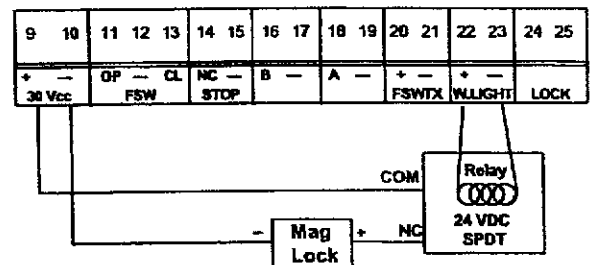 9 10 11 12 13 14 15 16 17 18 19 20 21 22 23 24 25
+ — OP — CL NC — B — A — + — + —
30 Vcc FSW STOP FSWTX W.LIGHT LOCK
COM Relay
24 VDC
- Mag + NC SPDT
Lock